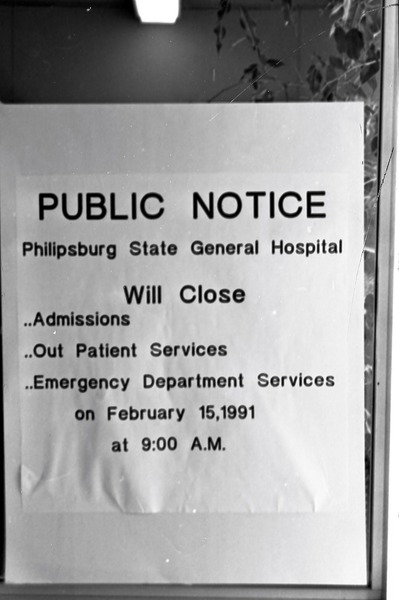 PUBLIC NOTICE
Philipsburg State General Hospital
Will Close
..Admissions
..Out Patient Services
..Emergency Department Services
on February 15,1991
at 9:00 A.M.